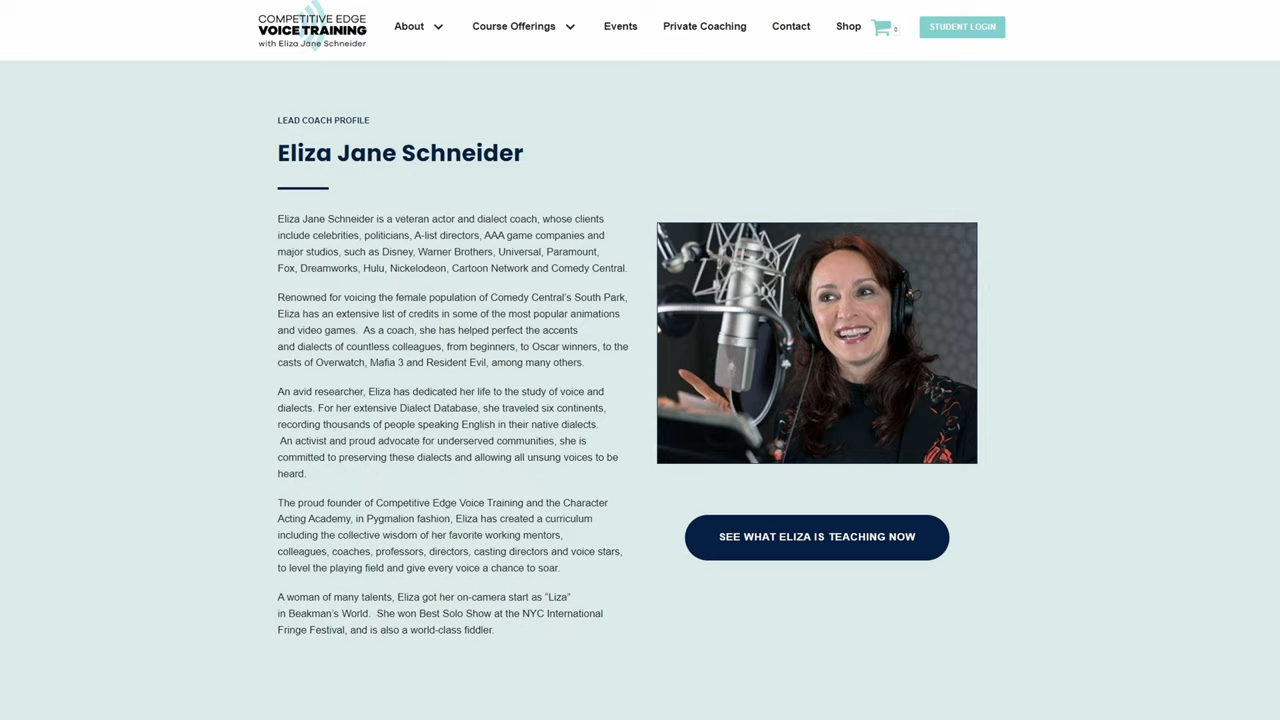 COMPETITIVE EDGE
VOICE TRAINING
with Eliza Jane Schneider
About
Course Offerings
Events
Private Coaching
Contact
Shop
0
STUDENT LOGIN
LEAD COACH PROFILE
Eliza Jane Schneider
Eliza Jane Schneider is a veteran actor and dialect coach, whose clients
include celebrities, politicians, A-list directors, AAA game companies and
major studios, such as Disney, Warner Brothers, Universal, Paramount,
Fox, Dreamworks, Hulu, Nickelodeon, Cartoon Network and Comedy Central.
Renowned for voicing the female population of Comedy Central's South Park,
Eliza has an extensive list of credits in some of the most popular animations
and video games.  As a coach, she has helped perfect the accents
and dialects of countless colleagues, from beginners, to Oscar winners, to the
casts of Overwatch, Mafia 3 and Resident Evil, among many others.
An avid researcher, Eliza has dedicated her life to the study of voice and
dialects. For her extensive Dialect Database, she traveled six continents,
recording thousands of people speaking English in their native dialects.
An activist and proud advocate for underserved communities, she is
committed to preserving these dialects and allowing all unsung voices to be
heard.
The proud founder of Competitive Edge Voice Training and the Character
Acting Academy, in Pygmalion fashion, Eliza has created a curriculum
including the collective wisdom of her favorite working mentors,
colleagues, coaches, professors, directors, casting directors and voice stars,
to level the playing field and give every voice a chance to soar.
A woman of many talents, Eliza got her on-camera start as “Liza”
in Beakman's World.  She won Best Solo Show at the NYC International
Fringe Festival, and is also a world-class fiddler.
SEE WHAT ELIZA IS TEACHING NOW